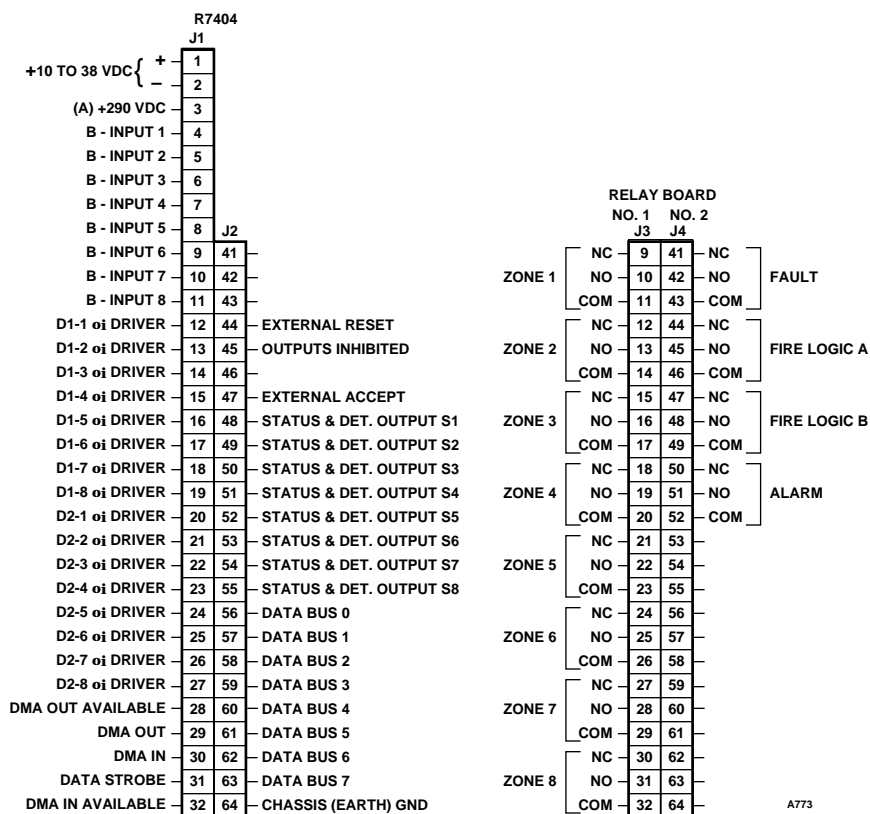 R7404
J1
+10 TO 38 VDC { + 1
− 2
(A) +290 VDC 3
B - INPUT 1 4
B - INPUT 2 5
B - INPUT 3 6
B - INPUT 4 7
B - INPUT 5 8 J2
B - INPUT 6 9 41
B - INPUT 7 10 42
B - INPUT 8 11 43
D1-1 oi DRIVER 12 44 EXTERNAL RESET
D1-2 oi DRIVER 13 45 OUTPUTS INHIBITED
D1-3 oi DRIVER 14 46
D1-4 oi DRIVER 15 47 EXTERNAL ACCEPT
D1-5 oi DRIVER 16 48 STATUS & DET. OUTPUT S1
D1-6 oi DRIVER 17 49 STATUS & DET. OUTPUT S2
D1-7 oi DRIVER 18 50 STATUS & DET. OUTPUT S3
D1-8 oi DRIVER 19 51 STATUS & DET. OUTPUT S4
D2-1 oi DRIVER 20 52 STATUS & DET. OUTPUT S5
D2-2 oi DRIVER 21 53 STATUS & DET. OUTPUT S6
D2-3 oi DRIVER 22 54 STATUS & DET. OUTPUT S7
D2-4 oi DRIVER 23 55 STATUS & DET. OUTPUT S8
D2-5 oi DRIVER 24 56 DATA BUS 0
D2-6 oi DRIVER 25 57 DATA BUS 1
D2-7 oi DRIVER 26 58 DATA BUS 2
D2-8 oi DRIVER 27 59 DATA BUS 3
DMA OUT AVAILABLE 28 60 DATA BUS 4
DMA OUT 29 61 DATA BUS 5
DMA IN 30 62 DATA BUS 6
DATA STROBE 31 63 DATA BUS 7
DMA IN AVAILABLE 32 64 CHASSIS (EARTH) GND
RELAY BOARD
NO. 1 NO. 2
J3 J4
NC 9 41 NC
ZONE 1 NO 10 42 NO FAULT
COM 11 43 COM
NC 12 44 NC
ZONE 2 NO 13 45 NO FIRE LOGIC A
COM 14 46 COM
NC 15 47 NC
ZONE 3 NO 16 48 NO FIRE LOGIC B
COM 17 49 COM
NC 18 50 NC
ZONE 4 NO 19 51 NO ALARM
COM 20 52 COM
NC 21 53
ZONE 5 NO 22 54
COM 23 55
NC 24 56
ZONE 6 NO 25 57
COM 26 58
NC 27 59
ZONE 7 NO 28 60
COM 29 61
NC 30 62
ZONE 8 NO 31 63
COM 32 64
A773